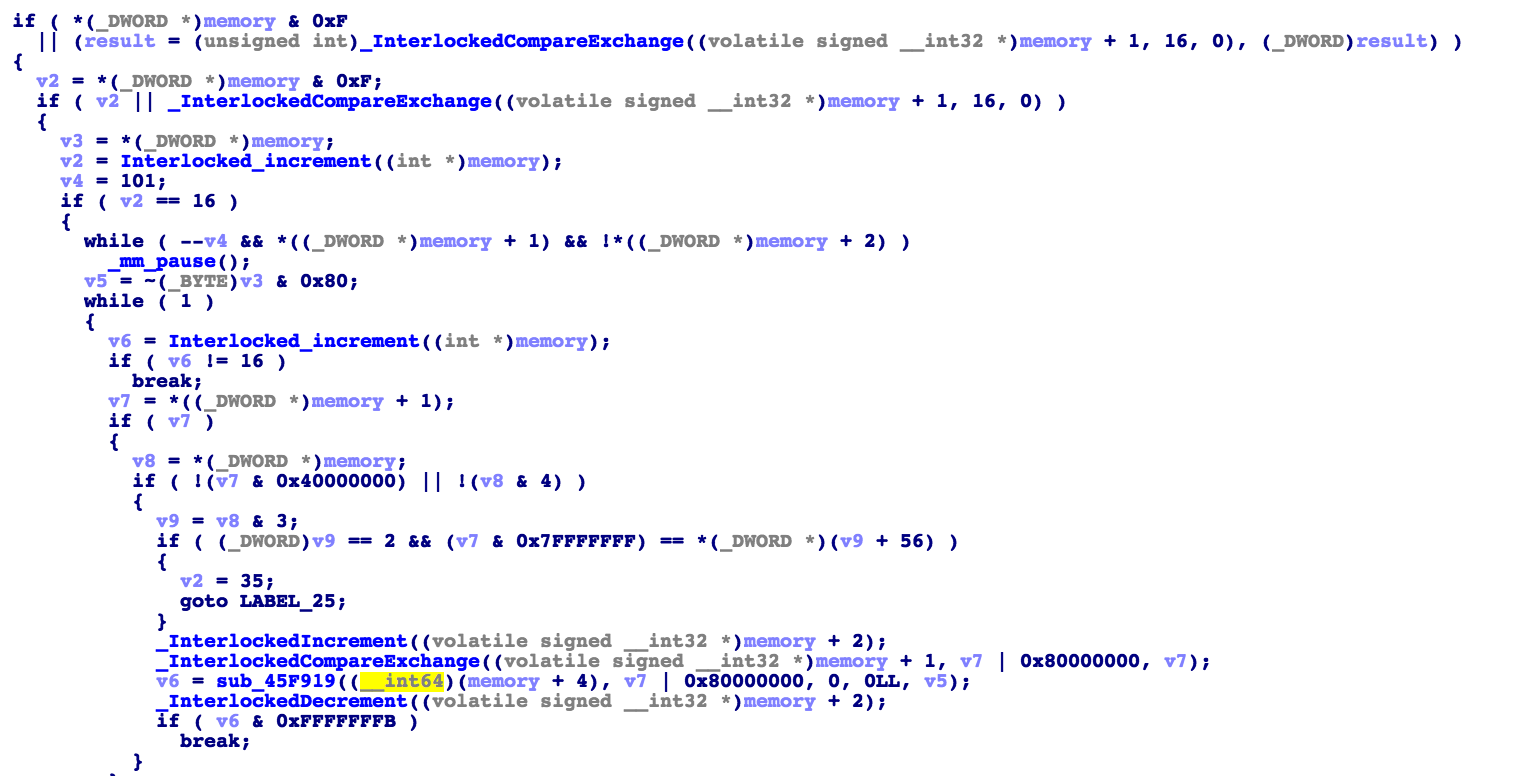 if ( *(_DWORD *)memory & 0xF
|| (result = (unsigned int)_InterlockedCompareExchange((volatile signed __int32 *)memory + 1, 16, 0), (_DWORD)result) )
{
v2 = *(_DWORD *)memory & 0xF;
if ( v2 || _InterlockedCompareExchange((volatile signed __int32 *)memory + 1, 16, 0) )
{
v3 = *(_DWORD *)memory;
v2 = Interlocked_increment((int *)memory);
v4 = 101;
if ( v2 == 16 )
{
while ( --v4 && *((_DWORD *)memory + 1) && !*((_DWORD *)memory + 2) )
_mm_pause();
v5 = ~(_BYTE)v3 & 0x80;
while ( 1 )
{
v6 = Interlocked_increment((int *)memory);
if ( v6 != 16 )
break;
v7 = *((_DWORD *)memory + 1);
if ( v7 )
{
v8 = *(_DWORD *)memory;
if ( !(v7 & 0x40000000) || !(v8 & 4) )
{
v9 = v8 & 3;
if ( (_DWORD)v9 == 2 && (v7 & 0x7FFFFFFF) == *(_DWORD *)(v9 + 56) )
{
v2 = 35;
goto LABEL_25;
}
_InterlockedIncrement((volatile signed __int32 *)memory + 2);
_InterlockedCompareExchange((volatile signed __int32 *)memory + 1, v7 | 0x80000000, v7);
v6 = sub_45F919((__int64)(memory + 4), v7 | 0x80000000, 0, 0LL, v5);
_InterlockedDecrement((volatile signed __int32 *)memory + 2);
if ( v6 & 0xFFFFFFFB )
break;
}